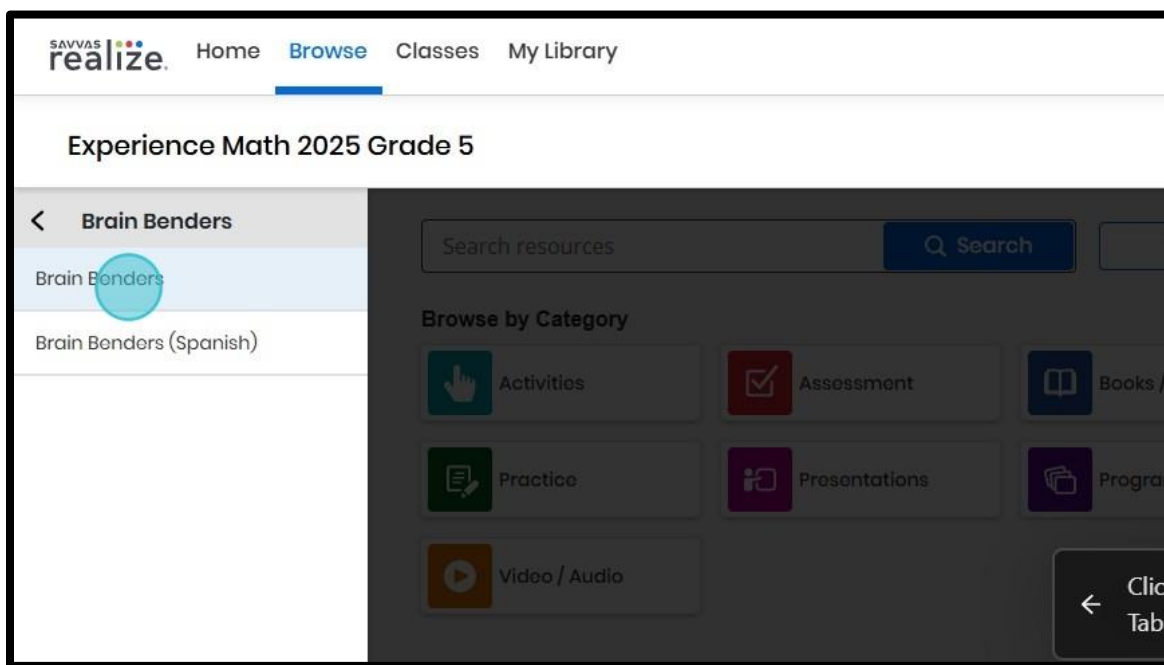 SAVVAS
realize. Home Browse Classes My Library
Experience Math 2025 Grade 5
Brain Benders
Brain Benders
Brain Benders (Spanish)
Search resources Search
Browse by Category
Activities Assessment Books /
Practice Presentations Progra
Video / Audio
Clic
Tab